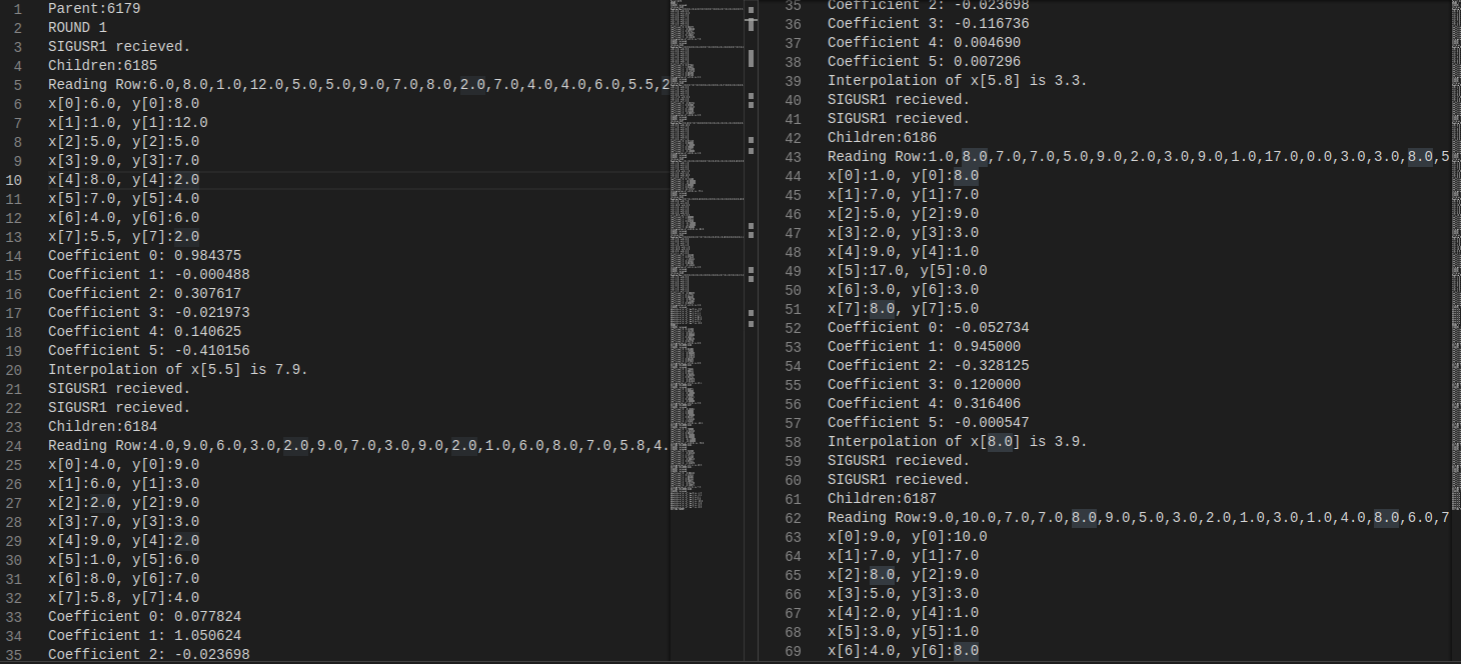 1 Parent:6179
2 ROUND 1
3 SIGUSR1 recieved.
4 Children:6185
5 Reading Row:6.0,8.0,1.0,12.0,5.0,5.0,9.0,7.0,8.0,2.0,7.0,4.0,4.0,6.0,5.5,2
6 x[0]:6.0, y[0]:8.0
7 x[1]:1.0, y[1]:12.0
8 x[2]:5.0, y[2]:5.0
9 x[3]:9.0, y[3]:7.0
10 x[4]:8.0, y[4]:2.0
11 x[5]:7.0, y[5]:4.0
12 x[6]:4.0, y[6]:6.0
13 x[7]:5.5, y[7]:2.0
14 Coefficient 0: 0.984375
15 Coefficient 1: -0.000488
16 Coefficient 2: 0.307617
17 Coefficient 3: -0.021973
18 Coefficient 4: 0.140625
19 Coefficient 5: -0.410156
20 Interpolation of x[5.5] is 7.9.
21 SIGUSR1 recieved.
22 SIGUSR1 recieved.
23 Children:6184
24 Reading Row:4.0,9.0,6.0,3.0,2.0,9.0,7.0,3.0,9.0,2.0,1.0,6.0,8.0,7.0,5.8,4.
25 x[0]:4.0, y[0]:9.0
26 x[1]:6.0, y[1]:3.0
27 x[2]:2.0, y[2]:9.0
28 x[3]:7.0, y[3]:3.0
29 x[4]:9.0, y[4]:2.0
30 x[5]:1.0, y[5]:6.0
31 x[6]:8.0, y[6]:7.0
32 x[7]:5.8, y[7]:4.0
33 Coefficient 0: 0.077824
34 Coefficient 1: 1.050624
35 Coefficient 2: -0.023698
35 Coefficient 2: -0.023698
36 Coefficient 3: -0.116736
37 Coefficient 4: 0.004690
38 Coefficient 5: 0.007296
39 Interpolation of x[5.8] is 3.3.
40 SIGUSR1 recieved.
41 SIGUSR1 recieved.
42 Children:6186
43 Reading Row:1.0,8.0,7.0,7.0,5.0,9.0,2.0,3.0,9.0,1.0,17.0,0.0,3.0,3.0,8.0,5
44 x[0]:1.0, y[0]:8.0
45 x[1]:7.0, y[1]:7.0
46 x[2]:5.0, y[2]:9.0
47 x[3]:2.0, y[3]:3.0
48 x[4]:9.0, y[4]:1.0
49 x[5]:17.0, y[5]:0.0
50 x[6]:3.0, y[6]:3.0
51 x[7]:8.0, y[7]:5.0
52 Coefficient 0: -0.052734
53 Coefficient 1: 0.945000
54 Coefficient 2: -0.328125
55 Coefficient 3: 0.120000
56 Coefficient 4: 0.316406
57 Coefficient 5: -0.000547
58 Interpolation of x[8.0] is 3.9.
59 SIGUSR1 recieved.
60 SIGUSR1 recieved.
61 Children:6187
62 Reading Row:9.0,10.0,7.0,7.0,8.0,9.0,5.0,3.0,2.0,1.0,3.0,1.0,4.0,8.0,6.0,7
63 x[0]:9.0, y[0]:10.0
64 x[1]:7.0, y[1]:7.0
65 x[2]:8.0, y[2]:9.0
66 x[3]:5.0, y[3]:3.0
67 x[4]:2.0, y[4]:1.0
68 x[5]:3.0, y[5]:1.0
69 x[6]:4.0, y[6]:8.0